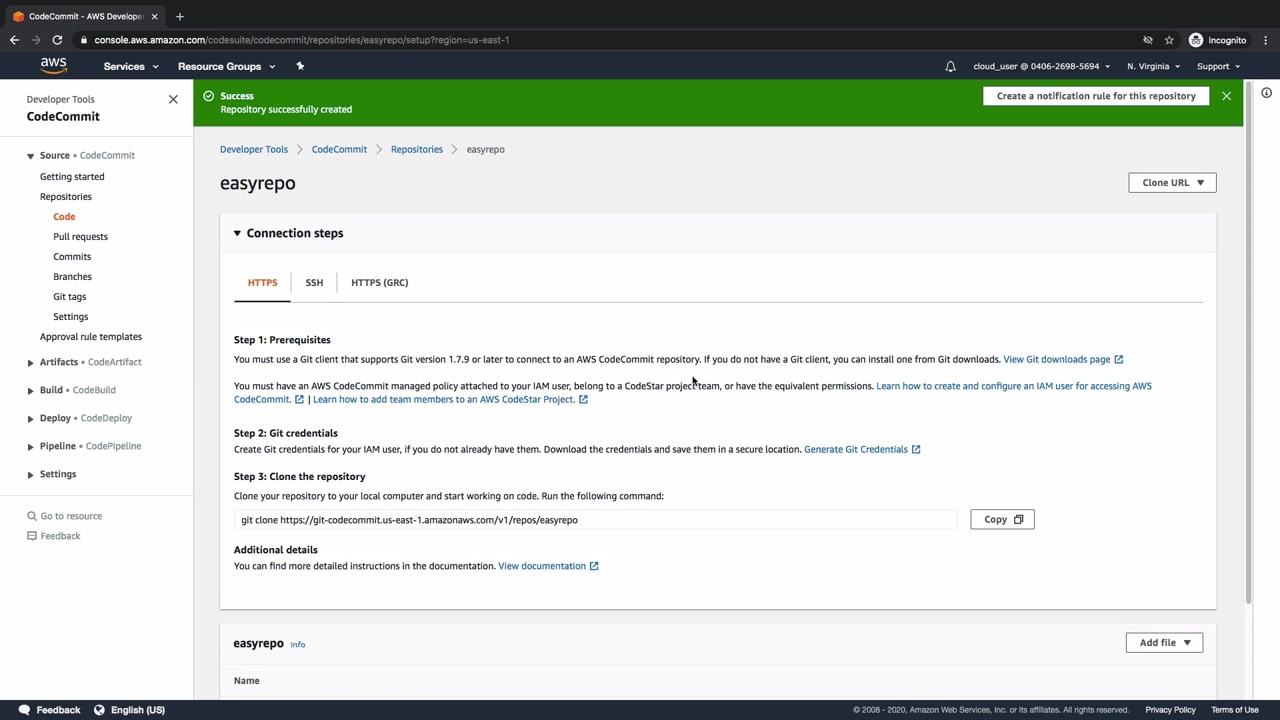 CodeCommit - AWS Developer
console.aws.amazon.com/codesuite/codecommit/repositories/easyrepo/setup?region=us-east-1
Incognito
aws
Services
Resource Groups
cloud_user @ 0406-2698-5694
N. Virginia
Support
Developer Tools
CodeCommit
Source • CodeCommit
Getting started
Repositories
Code
Pull requests
Commits
Branches
Git tags
Settings
Approval rule templates
Artifacts • CodeArtifact
Build • CodeBuild
Deploy • CodeDeploy
Pipeline • CodePipeline
Settings
Go to resource
Feedback
Success
Repository successfully created
Create a notification rule for this repository
Developer Tools > CodeCommit > Repositories > easyrepo
easyrepo
Clone URL
Connection steps
HTTPS
SSH
HTTPS (GRC)
Step 1: Prerequisites
You must use a Git client that supports Git version 1.7.9 or later to connect to an AWS CodeCommit repository. If you do not have a Git client, you can install one from Git downloads. View Git downloads page
You must have an AWS CodeCommit managed policy attached to your IAM user, belong to a CodeStar project team, or have the equivalent permissions. Learn how to create and configure an IAM user for accessing AWS
CodeCommit. | Learn how to add team members to an AWS CodeStar Project.
Step 2: Git credentials
Create Git credentials for your IAM user, if you do not already have them. Download the credentials and save them in a secure location. Generate Git Credentials
Step 3: Clone the repository
Clone your repository to your local computer and start working on code. Run the following command:
git clone https://git-codecommit.us-east-1.amazonaws.com/v1/repos/easyrepo
Copy
Additional details
You can find more detailed instructions in the documentation. View documentation
easyrepo Info
Add file
Name
Feedback
English (US)
© 2008 - 2020, Amazon Web Services, Inc. or its affiliates. All rights reserved.
Privacy Policy
Terms of Use